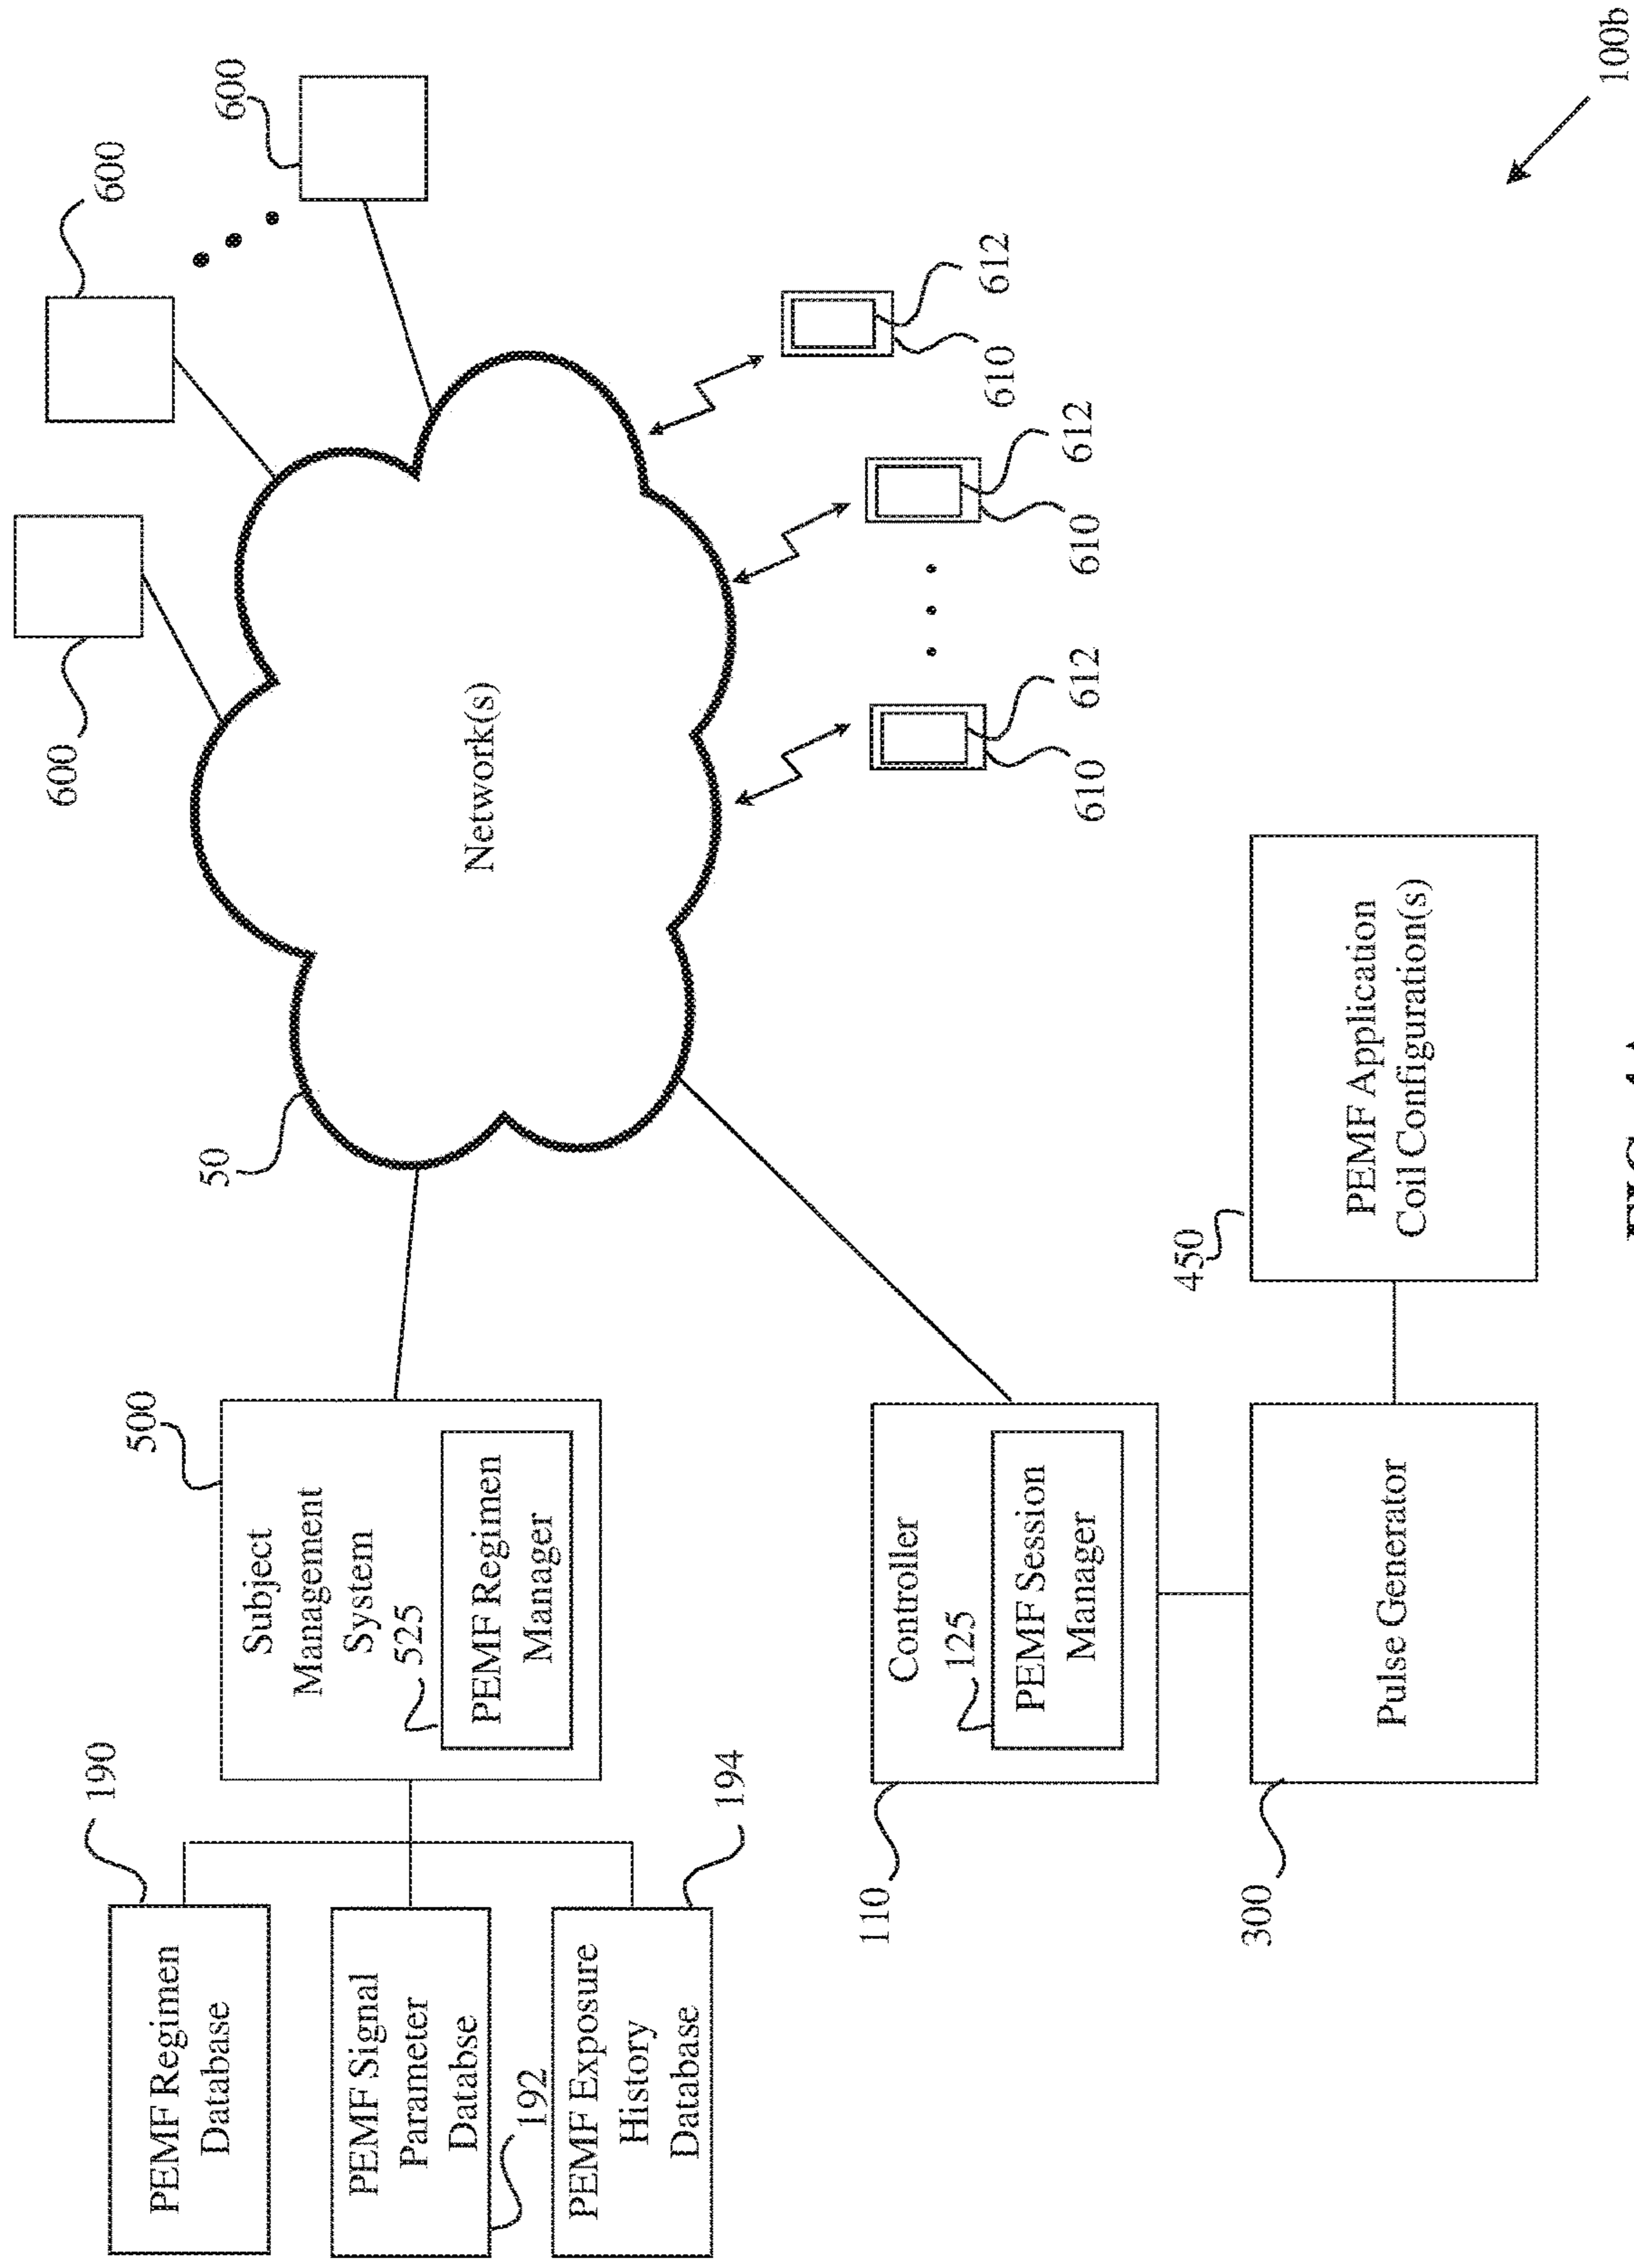 600
600
600
190
PEMF Regimen
Database
500
50
Subject
Management
System
525
PEMF Regimen
Manager
PEMF Signal
Parameter
Databse
192
Network(s)
PEMF Exposure
History
Database
194
110
Controller
125
PEMF Session
Manager
612
610
612
610
612
610
300
Pulse Generator
450
PEMF Application
Coil Configuration(s)
100b